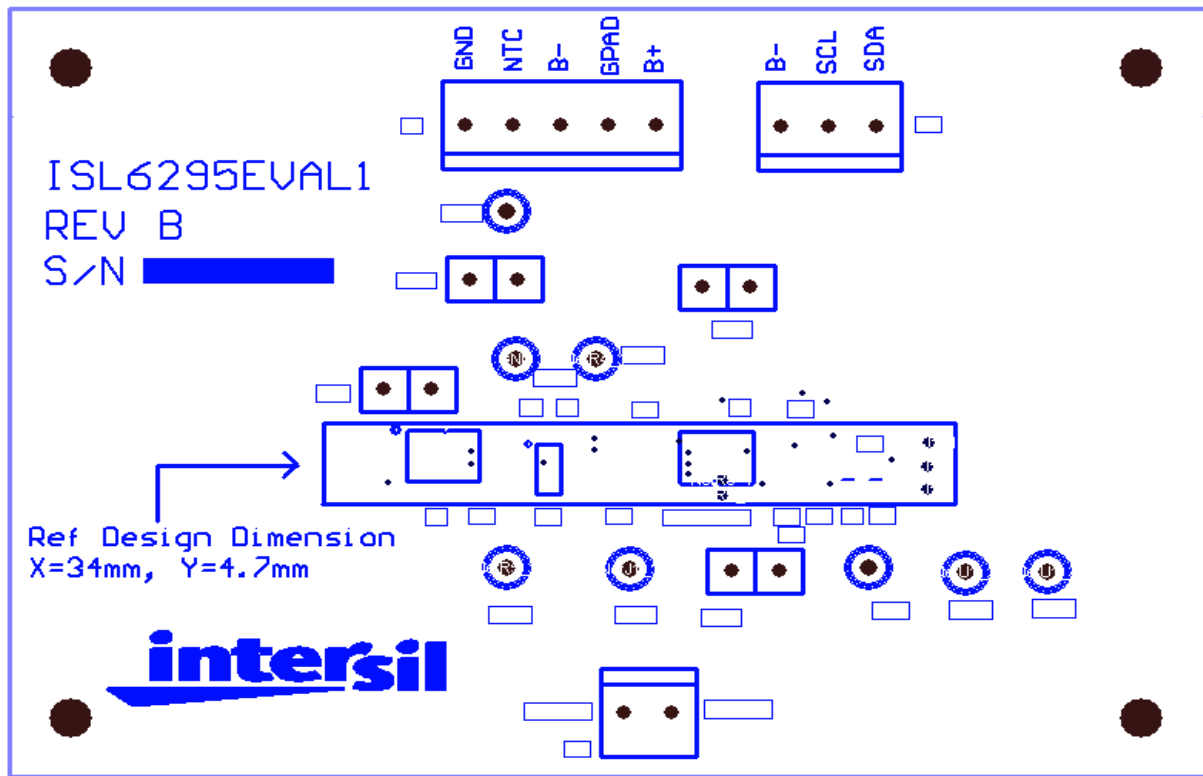 GND NTC B- GPAD B+
B- SCL SDA
ISL6295EVAL1
REV B
S/N
N R
Ref Design Dimension
X=34mm, Y=4.7mm
R J U U
intersil